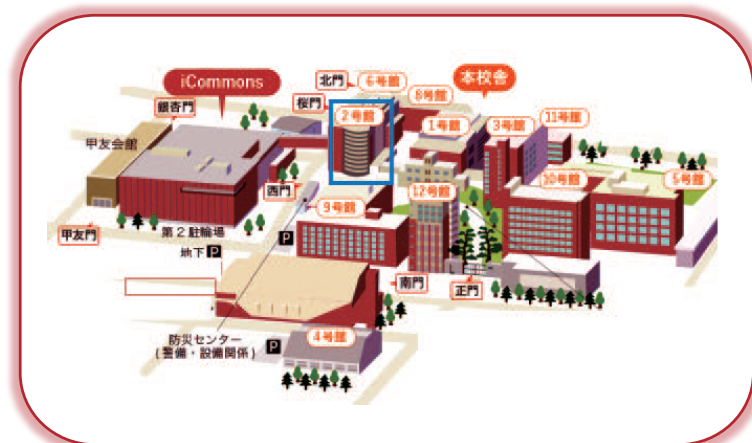 iCommons
北門
6号館
8号館
本校舎
桜門
銀杏門
2号館
1号館
3号館
11号館
甲友会館
西門
12号館
10号館
5号館
9号館
甲友門
第2駐輪場
地下 P
P
南門
正門
防災センター
(警備・設備関係)
P
4号館